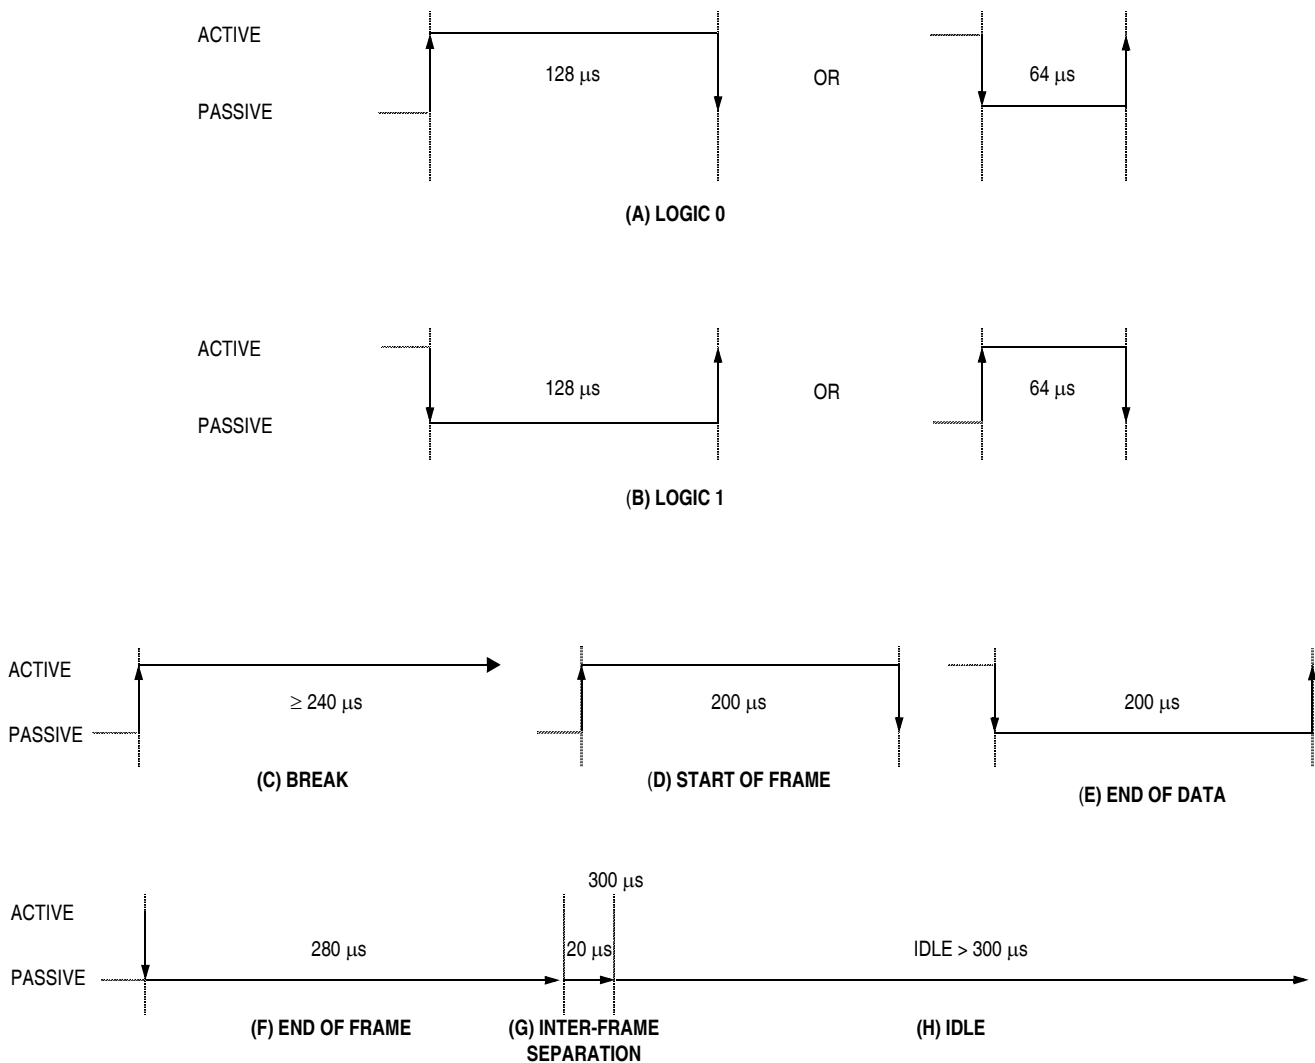 ACTIVE
128 μs
OR
64 μs
PASSIVE
(A) LOGIC 0
ACTIVE
128 μs
OR
64 μs
PASSIVE
(B) LOGIC 1
ACTIVE
≥ 240 μs
200 μs
200 μs
PASSIVE
(C) BREAK
(D) START OF FRAME
(E) END OF DATA
300 μs
ACTIVE
280 μs
20 μs
IDLE > 300 μs
PASSIVE
(F) END OF FRAME
(G) INTER-FRAME
SEPARATION
(H) IDLE